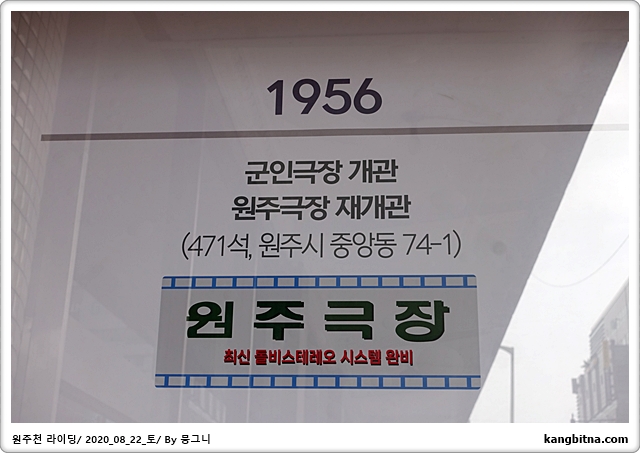 1956
군인극장 개관
원주극장 재개관
(471석, 원주시 중앙동 74-1)
원주극장
최신 돌비스테레오 시스템 완비
원주천 라이딩/ 2020_08_22_토/ By 뭉그니
kangbitna.com